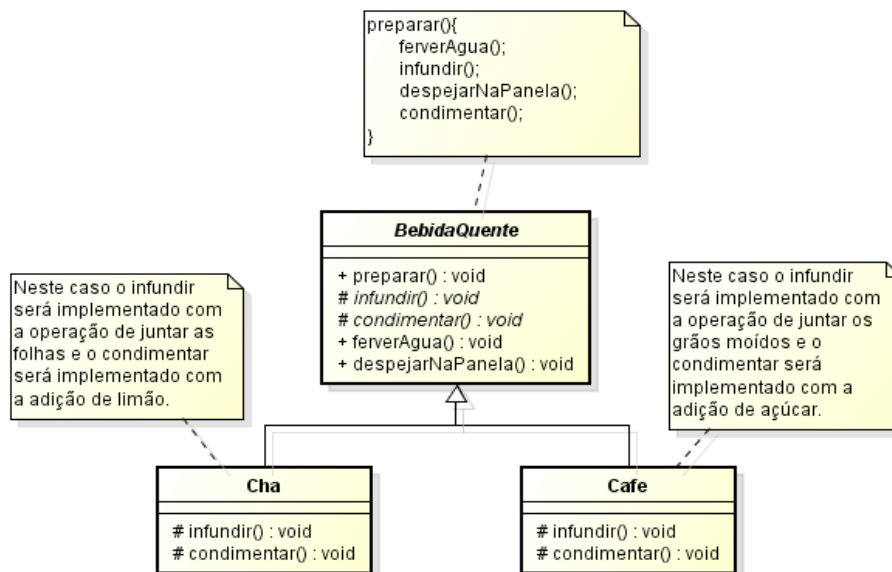 preparar(){
ferverAgua();
infundir();
despejarNaPanela();
condimentar();
}
BebidaQuente
+ preparar() : void
# infundir() : void
# condimentar() : void
+ ferverAgua() : void
+ despejarNaPanela() : void
Neste caso o infundir
será implementado com
a operação de juntar as
folhas e o condimentar
será implementado com
a adição de limão.
Neste caso o infundir
será implementado com
a operação de juntar os
grãos moídos e o
condimentar será
implementado com a
adição de açúcar.
Cha
# infundir() : void
# condimentar() : void
Cafe
# infundir() : void
# condimentar() : void